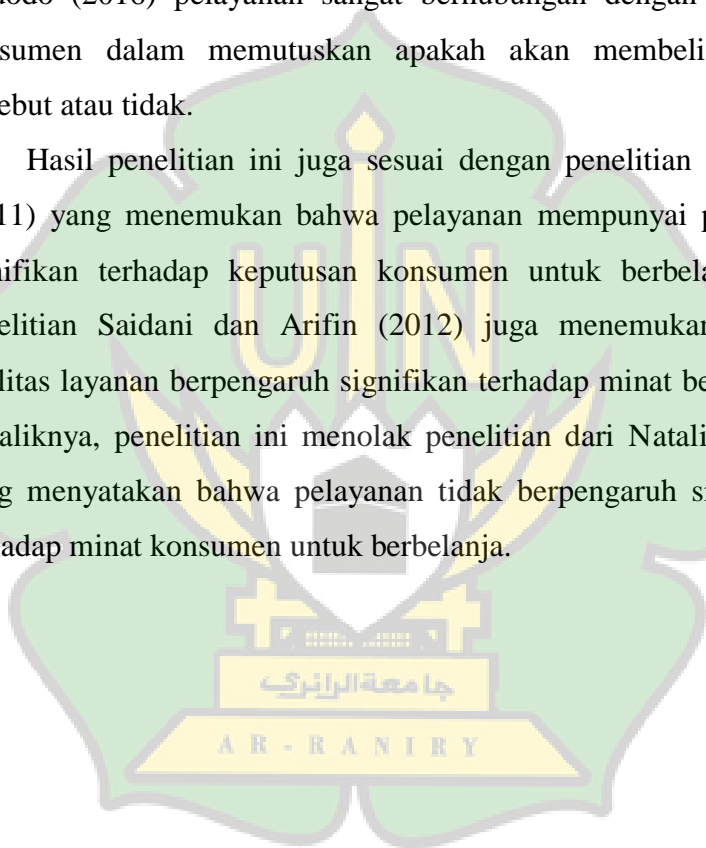 (2016) pelayanan sangat berhubungan dengan
sumen dalam memutuskan apakah akan membeli
ebut atau tidak.
Hasil penelitian ini juga sesuai dengan penelitian
11) yang menemukan bahwa pelayanan mempunyai p
nifikan terhadap keputusan konsumen untuk berbela
elitian Saidani dan Arifin (2012) juga menemukan
litas layanan berpengaruh signifikan terhadap minat be
aliknya, penelitian ini menolak penelitian dari Natali
g menyatakan bahwa pelayanan tidak berpengaruh si
adap minat konsumen untuk berbelanja.
UIN
جامعة الرانري
AR-RANIRY